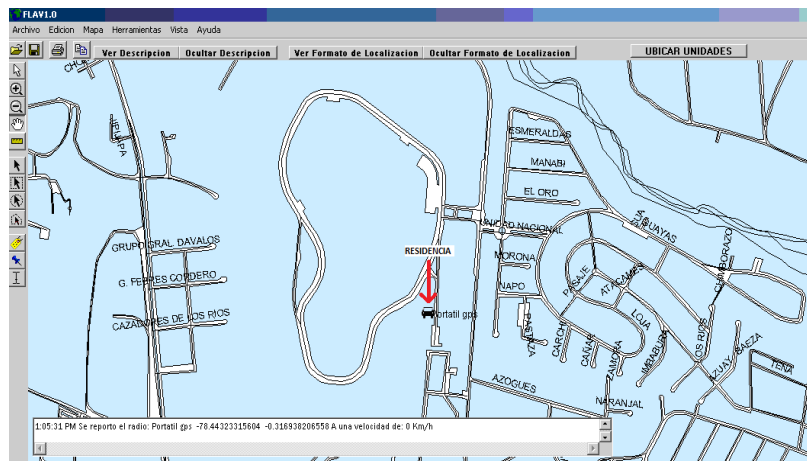 FLAV1.0
Archivo Edicion Mapa Herramientas Vista Ayuda
Ver Descripcion Ocultar Descripcion Ver Formato de Localizacion Ocultar Formato de Localizacion UBICAR UNIDADES
ESMERALDAS
MANABI
EL ORO
UNIDAD NACIONAL
GUAYAS
GRUPO GRAL DAVALOS
RESIDENCIA
MORONA
CHIMBORAZO
G. FEBRES CORDERO
NAPO
PASAJE
ATACAMES
CAZADORES DE LOS RIOS
Portatil gps
PASTAZA
CARCHI
CAÑAR
ZAMORA
LOJA
IMBABURA
LOS RIOS
AZUAY
BAEZA
TENA
AZOGUES
NARANJAL
1:05:31 PM Se reporto el radio: Portatil gps -78.44323315604 -0.316938206558 A una velocidad de: 0 Km/h